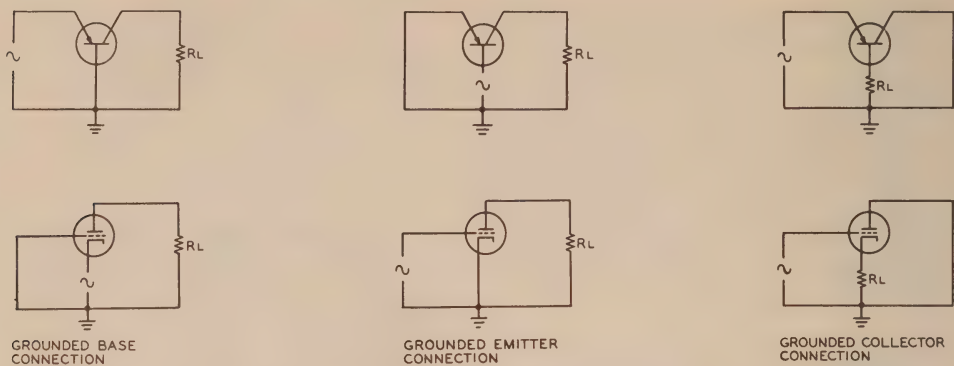 RL
RL
RL
RL
RL
RL
GROUNDED BASE
CONNECTION
GROUNDED EMITTER
CONNECTION
GROUNDED COLLECTOR
CONNECTION